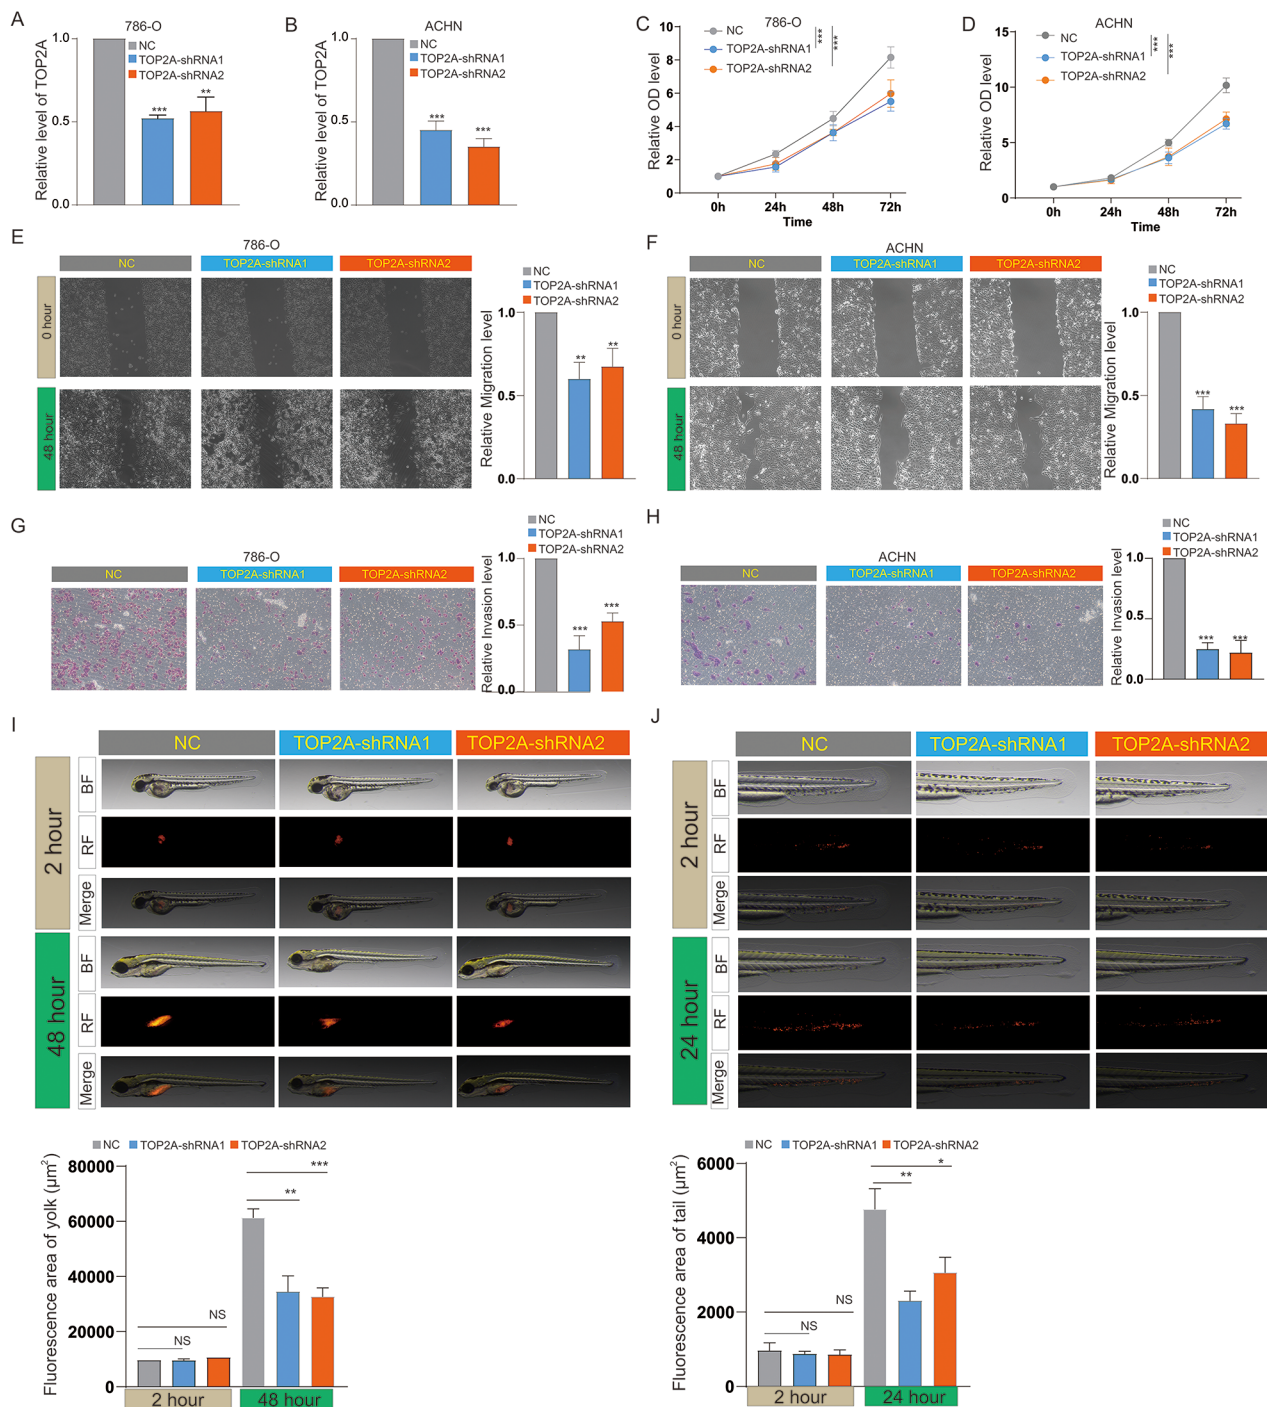 A
786-O
NC
TOP2A-shRNA1
TOP2A-shRNA2
Relative level of TOP2A
1.0
0.5
0.0
***
**
B
ACHN
NC
TOP2A-shRNA1
TOP2A-shRNA2
Relative level of TOP2A
1.0
0.5
0.0
***
***
C
786-O
NC
TOP2A-shRNA1
TOP2A-shRNA2
***
***
Relative OD level
10
8
6
4
2
0
0h 24h 48h 72h
Time
D
ACHN
NC
TOP2A-shRNA1
TOP2A-shRNA2
***
***
Relative OD level
15
10
5
0
0h 24h 48h 72h
Time
E
786-O
NC TOP2A-shRNA1 TOP2A-shRNA2
0 hour
48 hour
NC
TOP2A-shRNA1
TOP2A-shRNA2
Relative Migration level
1.0
0.5
0.0
**
**
F
ACHN
NC TOP2A-shRNA1 TOP2A-shRNA2
0 hour
48 hour
NC
TOP2A-shRNA1
TOP2A-shRNA2
Relative Migration level
1.0
0.5
0.0
***
***
G
786-O
NC TOP2A-shRNA1 TOP2A-shRNA2
NC
TOP2A-shRNA1
TOP2A-shRNA2
Relative Invasion level
1.0
0.5
0.0
***
***
H
ACHN
NC TOP2A-shRNA1 TOP2A-shRNA2
NC
TOP2A-shRNA1
TOP2A-shRNA2
Relative Invasion level
1.0
0.5
0.0
***
***
I
NC TOP2A-shRNA1 TOP2A-shRNA2
2 hour
BF
RF
Merge
48 hour
BF
RF
Merge
NC TOP2A-shRNA1 TOP2A-shRNA2
Fluorescence area of yolk (μm²)
80000
60000
40000
20000
0
NS
NS
**
***
2 hour 48 hour
J
NC TOP2A-shRNA1 TOP2A-shRNA2
2 hour
BF
RF
Merge
24 hour
BF
RF
Merge
NC TOP2A-shRNA1 TOP2A-shRNA2
Fluorescence area of tail (μm²)
6000
4000
2000
0
NS
NS
**
*
2 hour 24 hour